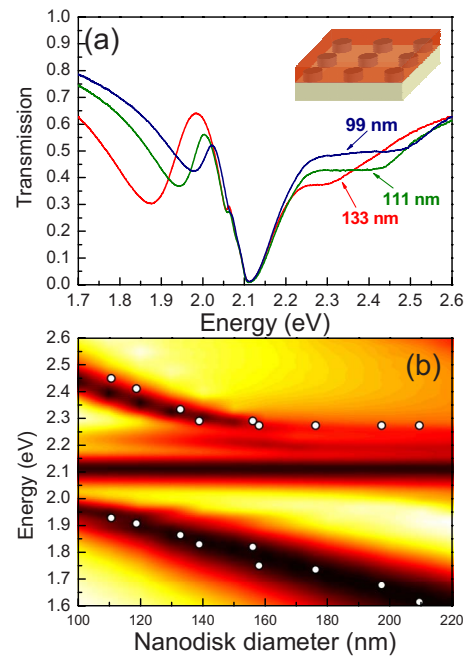 (a)
1.0
0.9
0.8
0.7
0.6
0.5
0.4
0.3
0.2
0.1
0.0
Transmission
99 nm
111 nm
133 nm
1.7 1.8 1.9 2.0 2.1 2.2 2.3 2.4 2.5 2.6
Energy (eV)
(b)
2.6
2.5
2.4
2.3
2.2
2.1
2.0
1.9
1.8
1.7
1.6
Energy (eV)
100 120 140 160 180 200 220
Nanodisk diameter (nm)